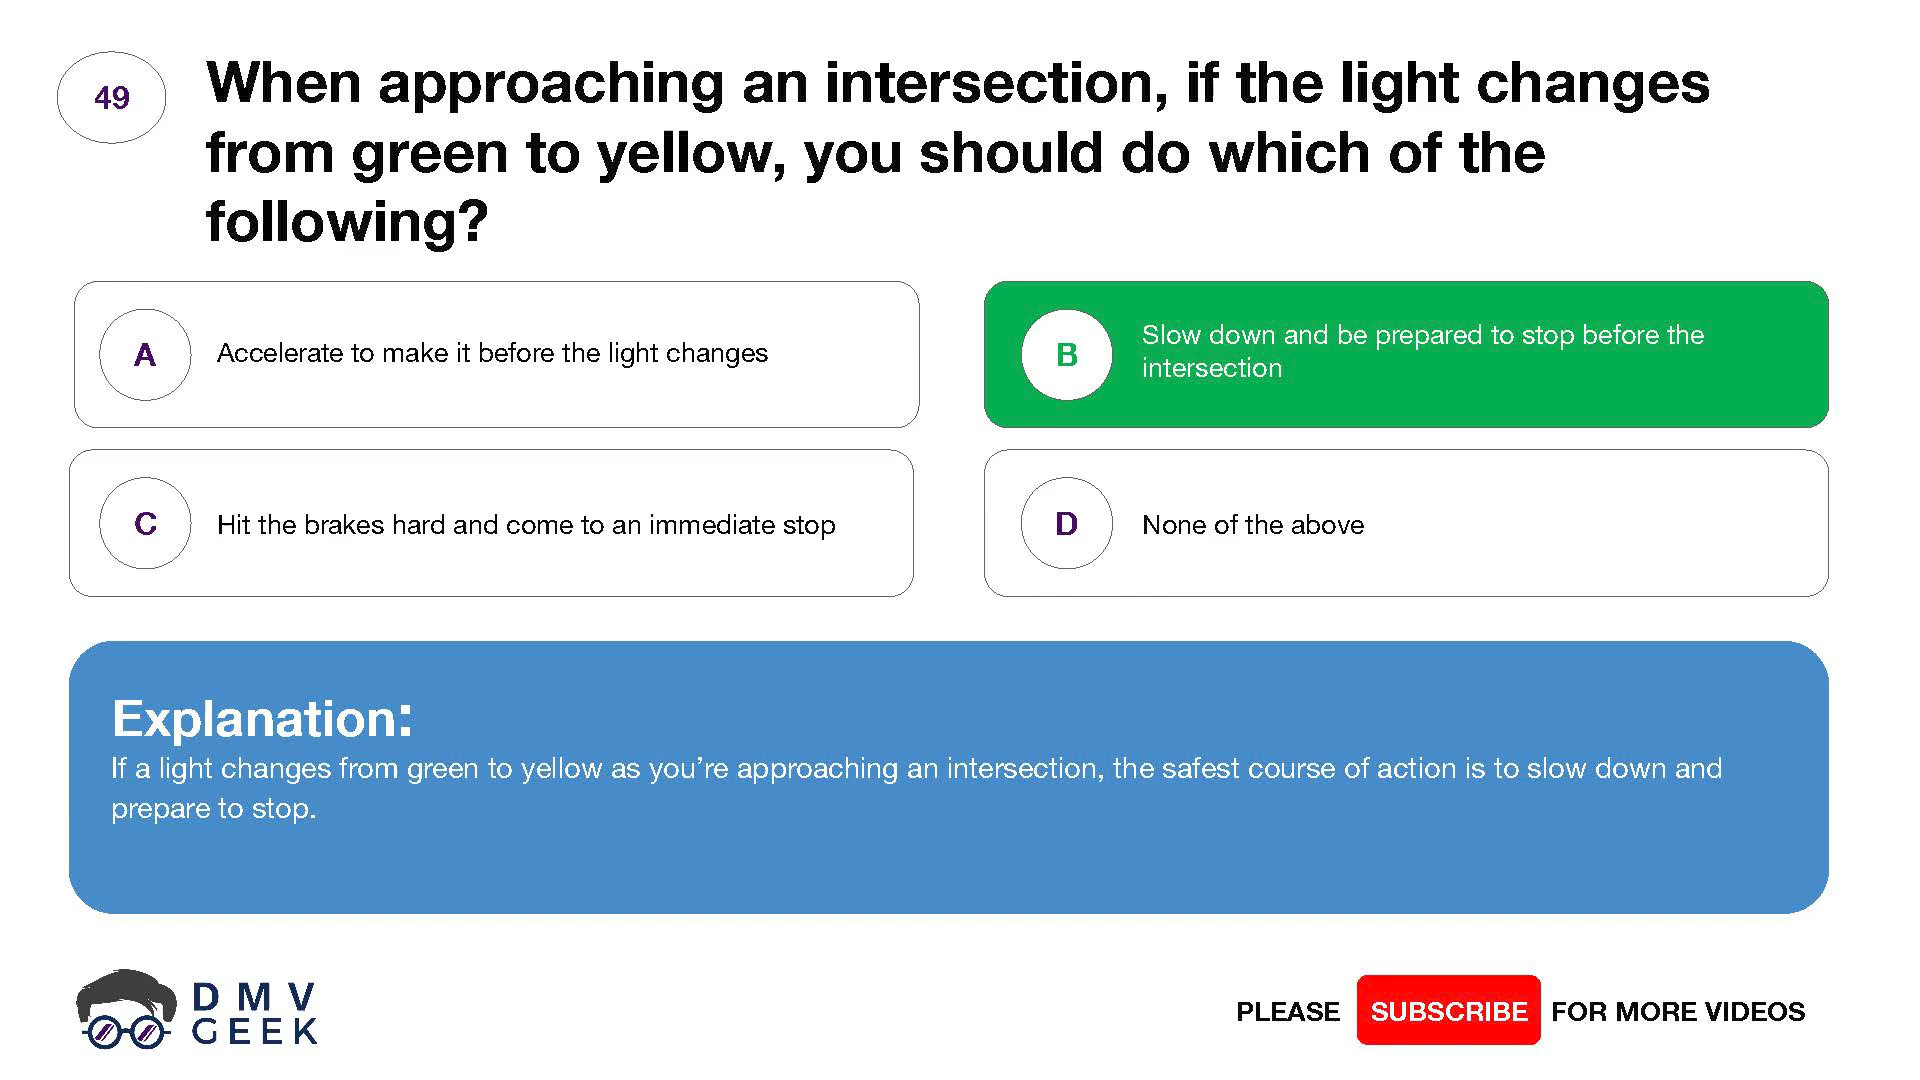 49
When approaching an intersection, if the light changes
from green to yellow, you should do which of the
following?
A
Accelerate to make it before the light changes
B
Slow down and be prepared to stop before the
intersection
C
Hit the brakes hard and come to an immediate stop
D
None of the above
Explanation:
If a light changes from green to yellow as you’re approaching an intersection, the safest course of action is to slow down and
prepare to stop.
DMV
GEEK
PLEASE SUBSCRIBE FOR MORE VIDEOS